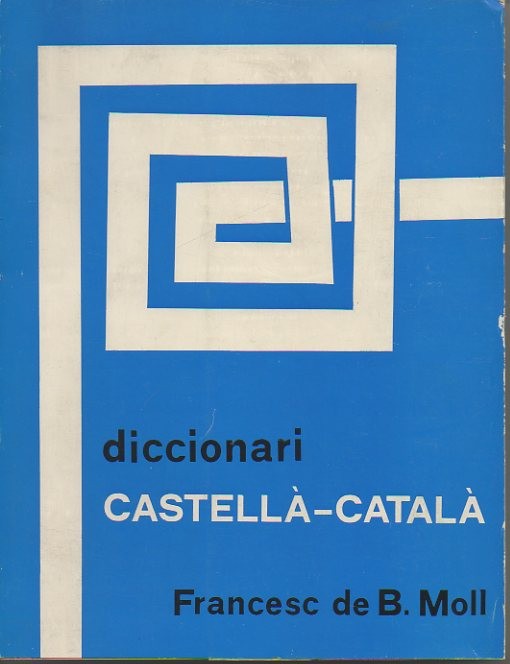 diccionari
CASTELLÀ–CATALÀ
Francesc de B. Moll